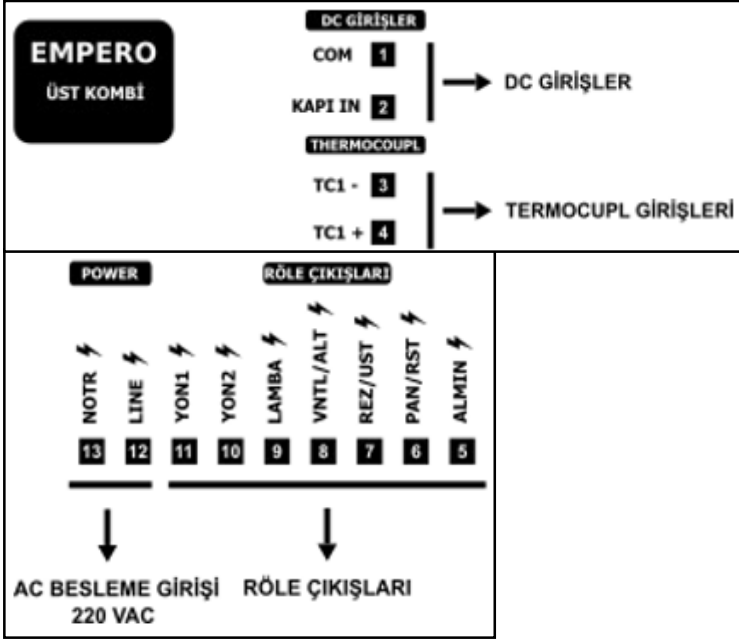 EMPERO
ÜST KOMBİ
DC GİRİŞLER
COM 1
KAPI IN 2
DC GİRİŞLER
THERMOCOUPL
TC1 - 3
TC1 + 4
TERMOCUPL GİRİŞLERİ
POWER
RÖLE ÇIKIŞLARI
NOTR
LINE
YON1
YON2
LAMBA
VNTL/ALT
REZ/UST
PAN/RST
ALMIN
13 12 11 10 9 8 7 6 5
AC BESLEME GİRİŞİ
220 VAC
RÖLE ÇIKIŞLARI